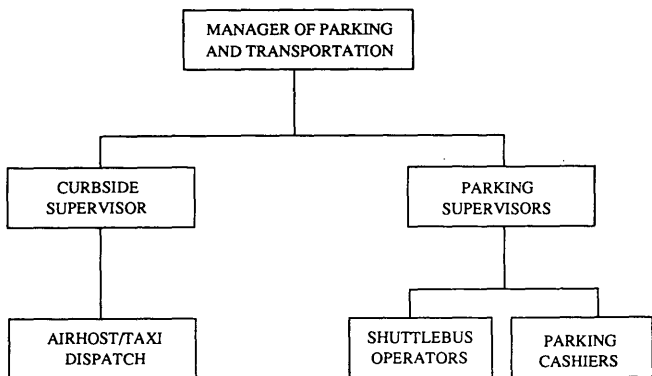 MANAGER OF PARKING
AND TRANSPORTATION
CURBSIDE
SUPERVISOR
PARKING
SUPERVISORS
AIRHOST/TAXI
DISPATCH
SHUTTLEBUS
OPERATORS
PARKING
CASHIERS